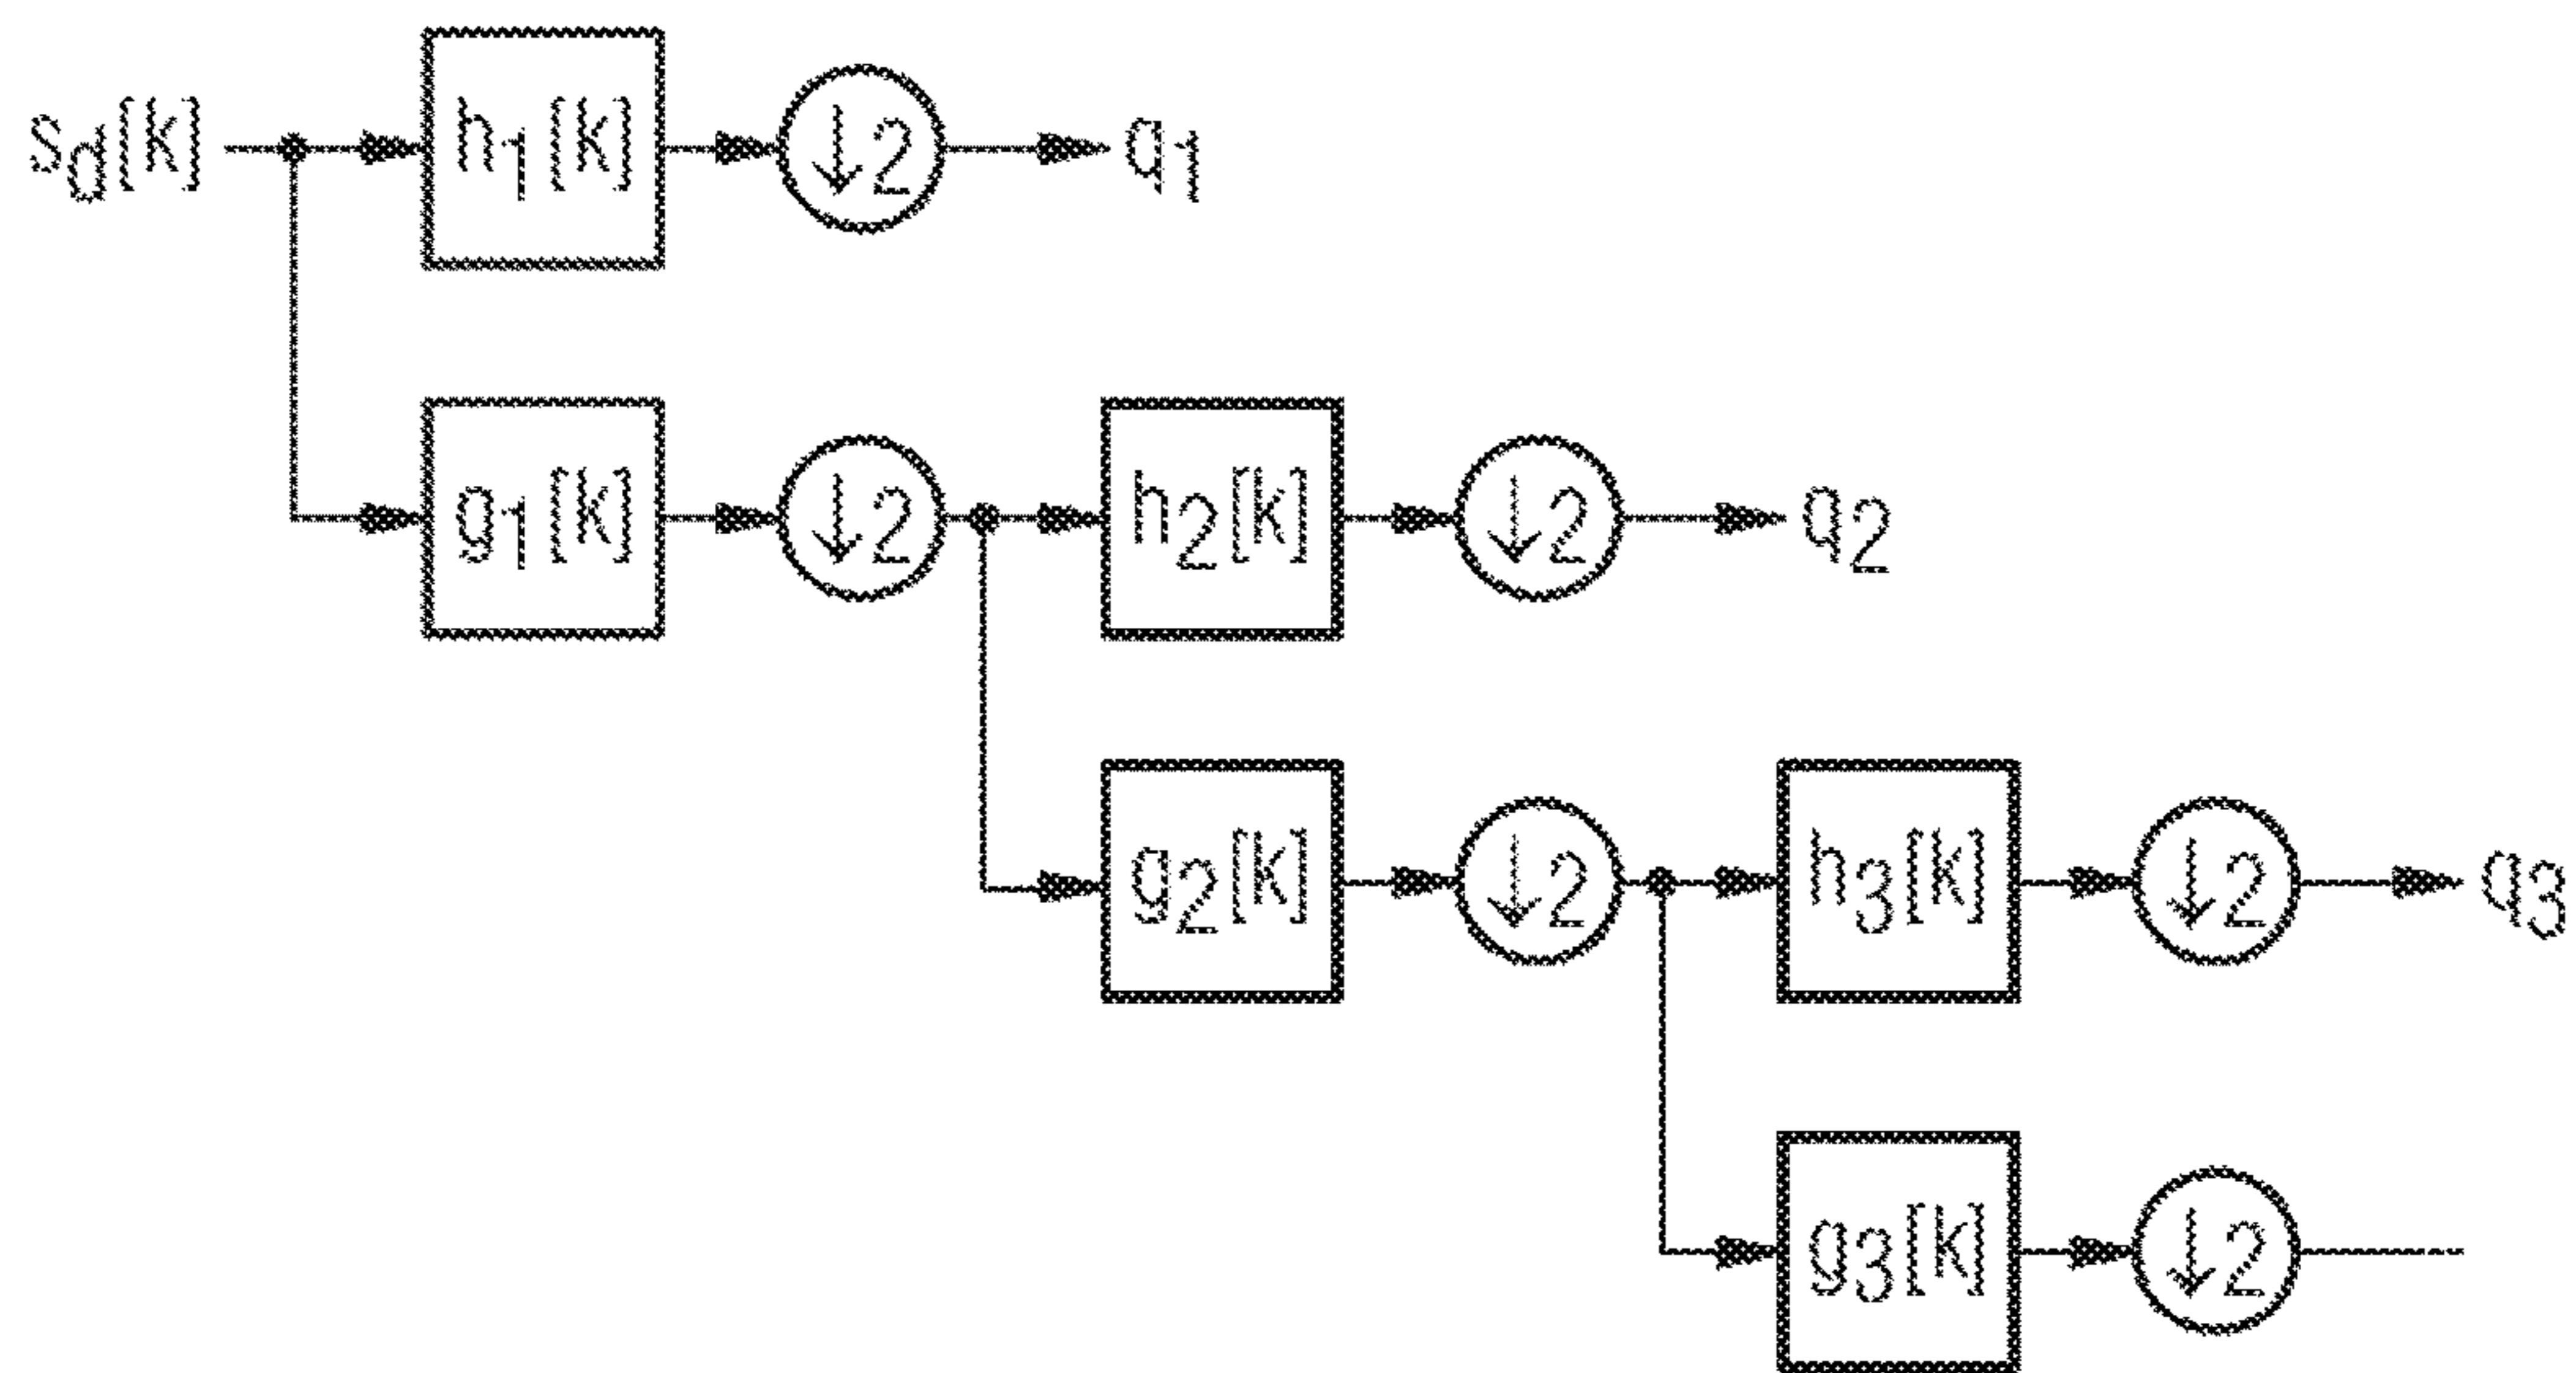 s_d[k] h_1[k] ↓2 q_1
g_1[k] ↓2 h_2[k] ↓2 q_2
g_2[k] ↓2 h_3[k] ↓2 q_3
g_3[k] ↓2